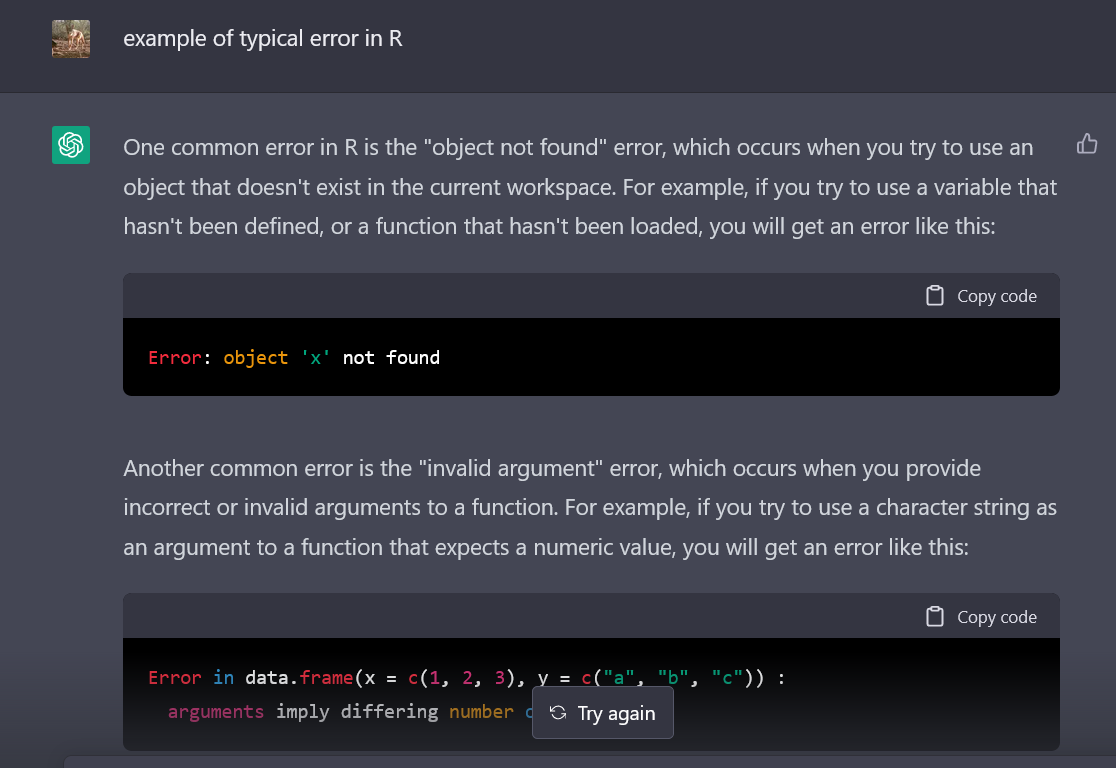 example of typical error in R
One common error in R is the "object not found" error, which occurs when you try to use an
object that doesn't exist in the current workspace. For example, if you try to use a variable that
hasn't been defined, or a function that hasn't been loaded, you will get an error like this:
Copy code
Error: object 'x' not found
Another common error is the "invalid argument" error, which occurs when you provide
incorrect or invalid arguments to a function. For example, if you try to use a character string as
an argument to a function that expects a numeric value, you will get an error like this:
Copy code
Error in data.frame(x = c(1, 2, 3), y = c("a", "b", "c")) :
arguments imply differing number
Try again